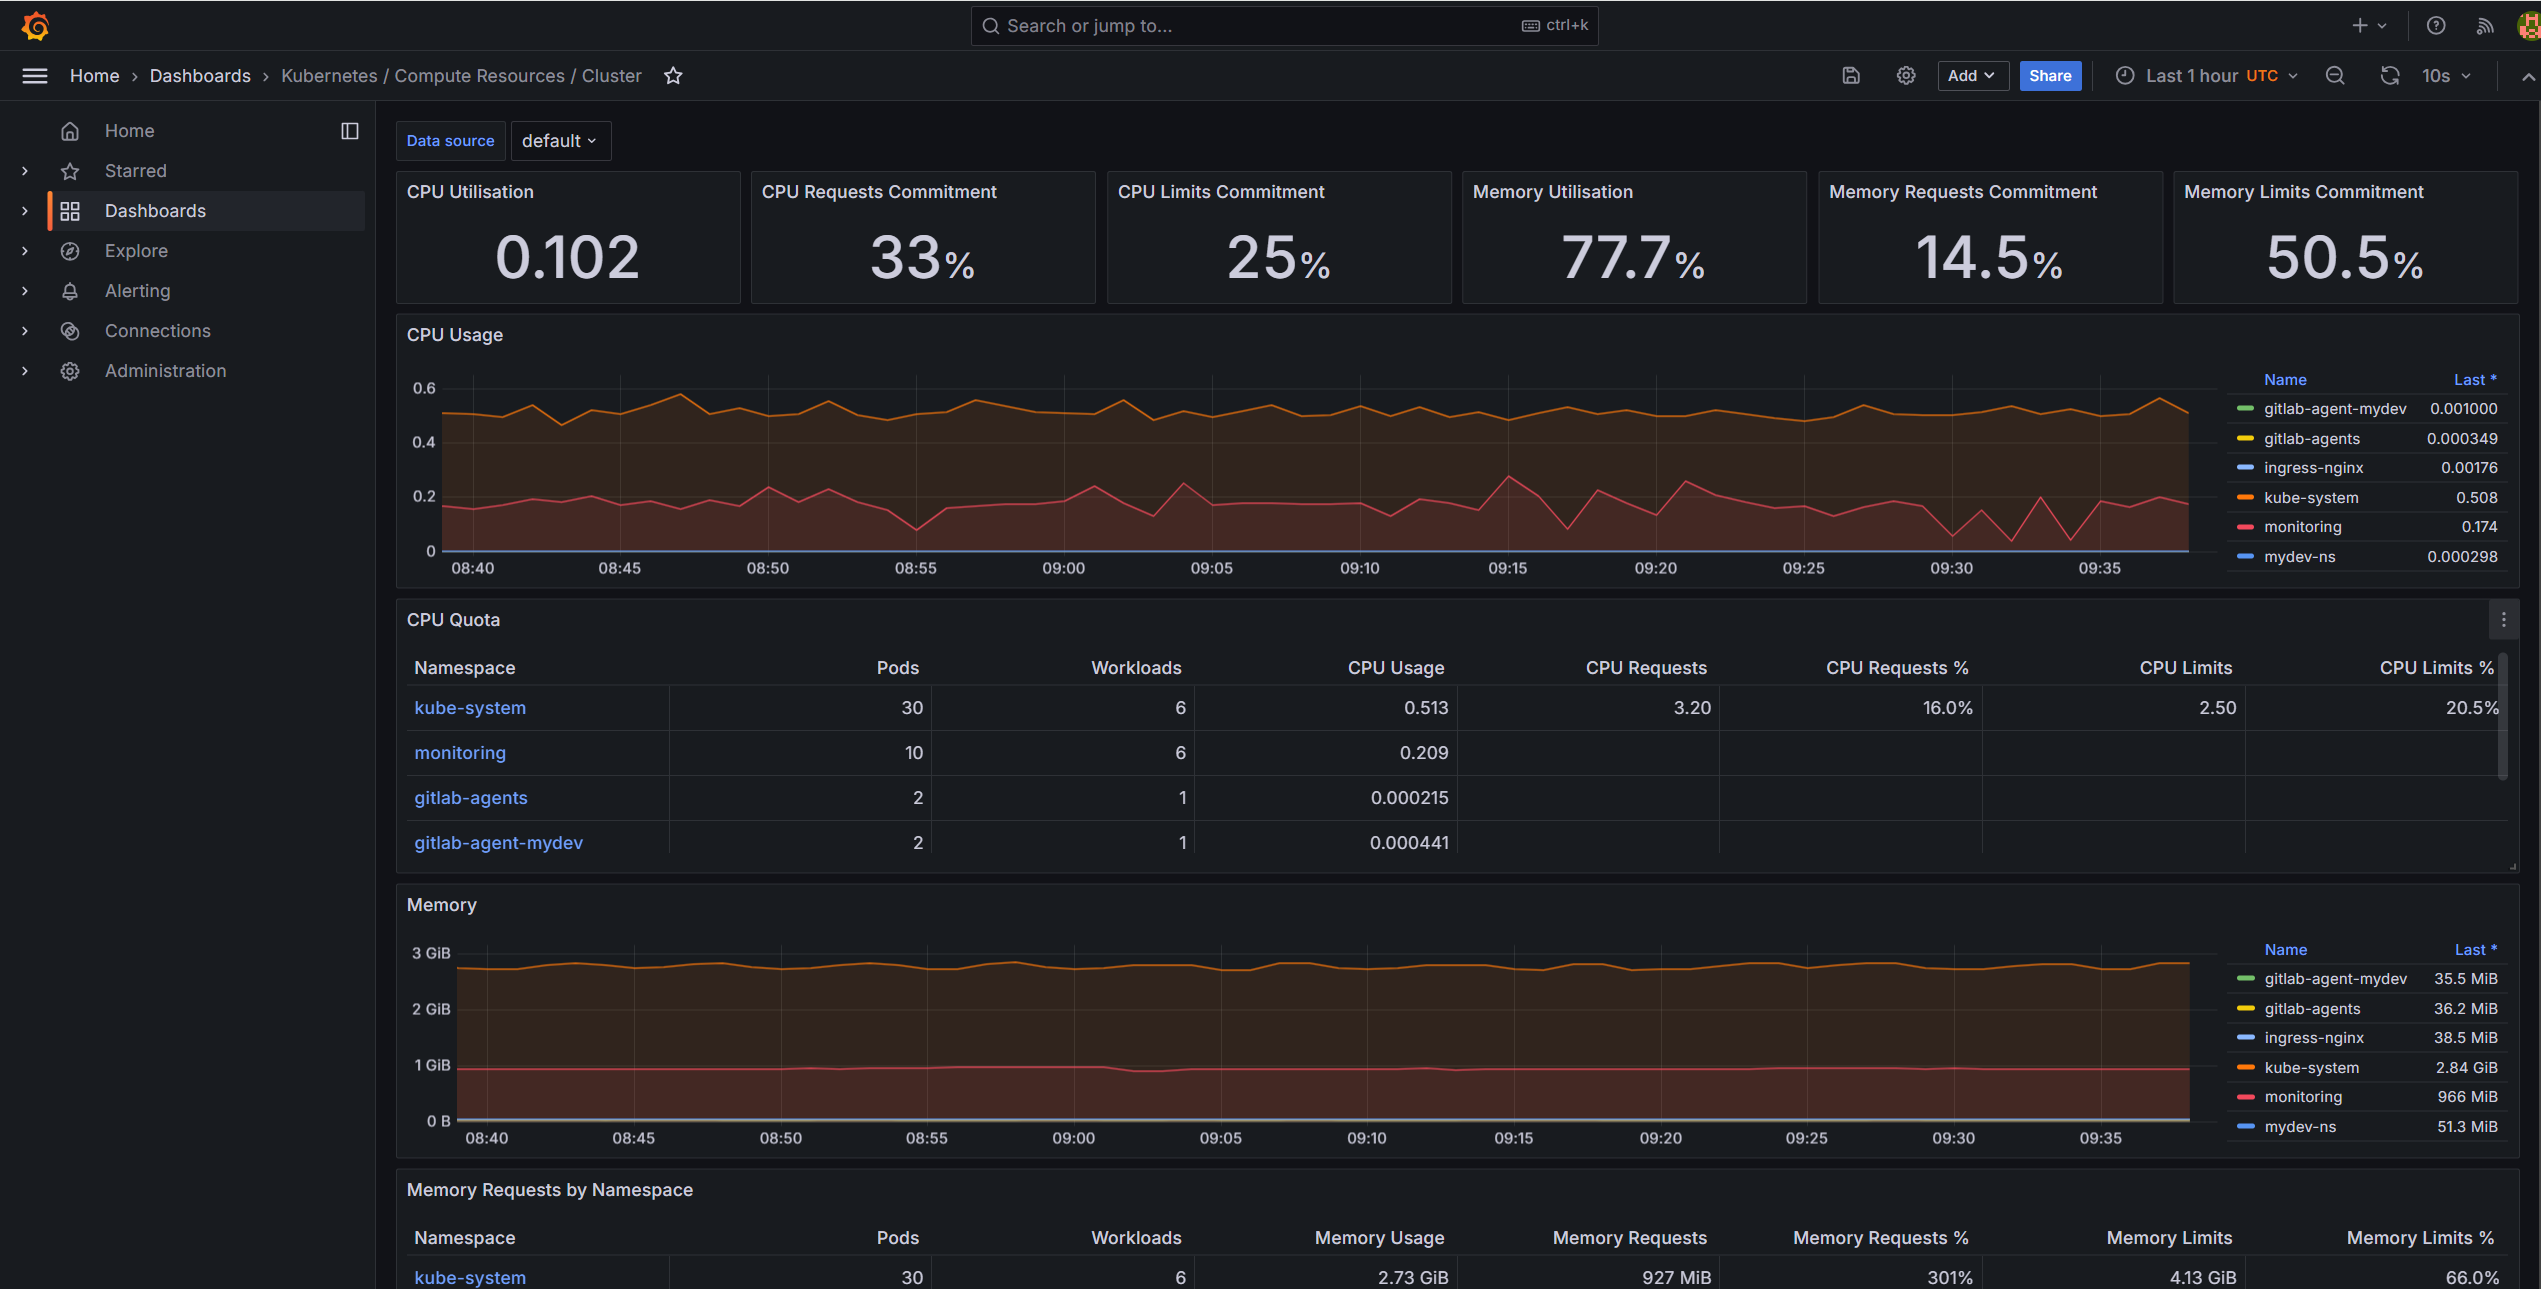 Search or jump to... ctrl+k
Home › Dashboards › Kubernetes / Compute Resources / Cluster Add Share Last 1 hour UTC 10s
Home
Starred
Dashboards
Explore
Alerting
Connections
Administration
Data source default
CPU Utilisation
0.102
CPU Requests Commitment
33%
CPU Limits Commitment
25%
Memory Utilisation
77.7%
Memory Requests Commitment
14.5%
Memory Limits Commitment
50.5%
CPU Usage
0.6
0.4
0.2
0
08:40 08:45 08:50 08:55 09:00 09:05 09:10 09:15 09:20 09:25 09:30 09:35
Name Last *
gitlab-agent-mydev 0.001000
gitlab-agents 0.000349
ingress-nginx 0.00176
kube-system 0.508
monitoring 0.174
mydev-ns 0.000298
CPU Quota
Namespace Pods Workloads CPU Usage CPU Requests CPU Requests % CPU Limits CPU Limits %
kube-system 30 6 0.513 3.20 16.0% 2.50 20.5%
monitoring 10 6 0.209
gitlab-agents 2 1 0.000215
gitlab-agent-mydev 2 1 0.000441
Memory
3 GiB
2 GiB
1 GiB
0 B
08:40 08:45 08:50 08:55 09:00 09:05 09:10 09:15 09:20 09:25 09:30 09:35
Name Last *
gitlab-agent-mydev 35.5 MiB
gitlab-agents 36.2 MiB
ingress-nginx 38.5 MiB
kube-system 2.84 GiB
monitoring 966 MiB
mydev-ns 51.3 MiB
Memory Requests by Namespace
Namespace Pods Workloads Memory Usage Memory Requests Memory Requests % Memory Limits Memory Limits %
kube-system 30 6 2.73 GiB 927 MiB 301% 4.13 GiB 66.0%